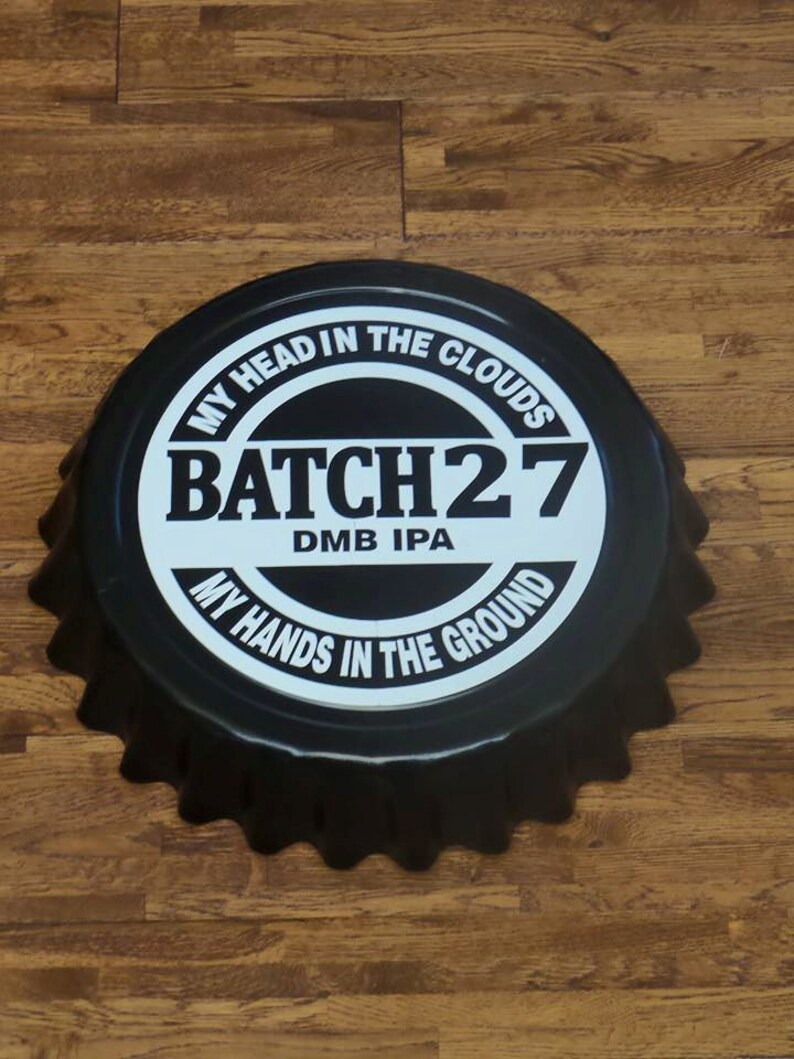 MY HEAD IN THE CLOUDS
BATCH 27
DMB IPA
MY HANDS IN THE GROUND